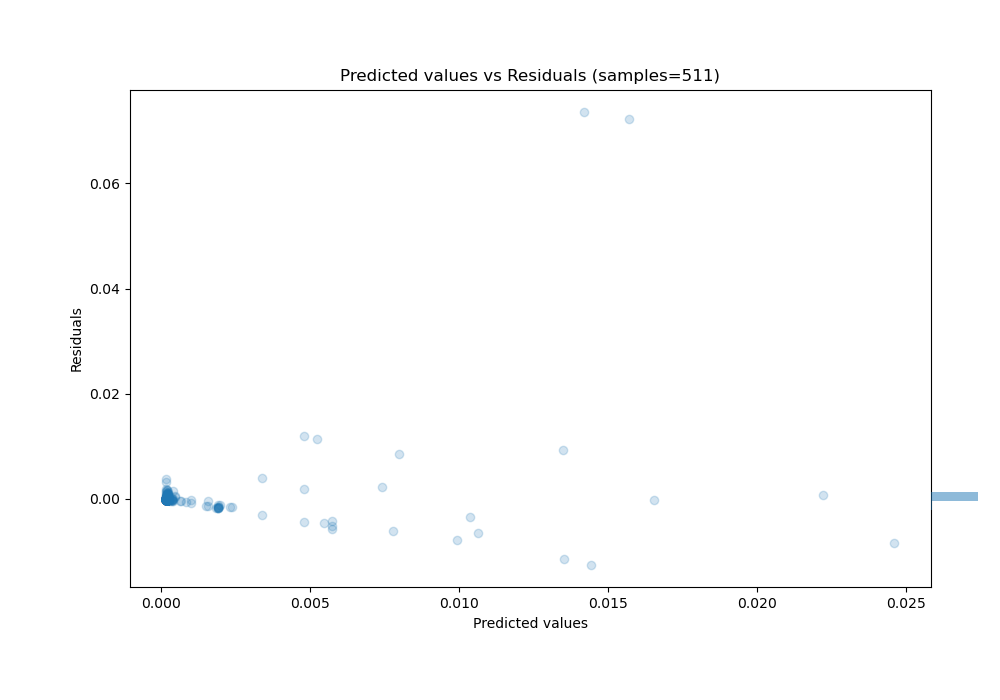 Predicted values vs Residuals (samples=511)
0.06
0.04
0.02
0.00
Residuals
0.000 0.005 0.010 0.015 0.020 0.025
Predicted values